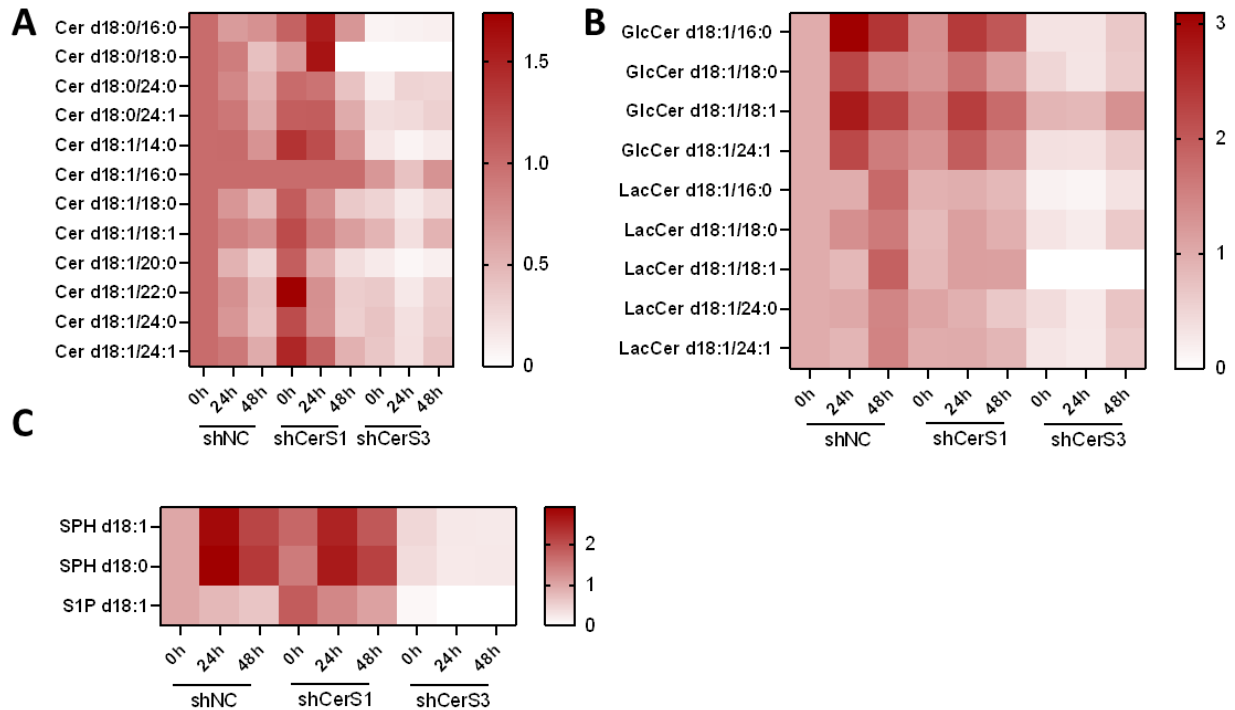 A
Cer d18:0/16:0
Cer d18:0/18:0
Cer d18:0/24:0
Cer d18:0/24:1
Cer d18:1/14:0
Cer d18:1/16:0
Cer d18:1/18:0
Cer d18:1/18:1
Cer d18:1/20:0
Cer d18:1/22:0
Cer d18:1/24:0
Cer d18:1/24:1
1.5
1.0
0.5
0
0h 24h 48h 0h 24h 48h 0h 24h 48h
shNC shCerS1 shCerS3
B
GlcCer d18:1/16:0
GlcCer d18:1/18:0
GlcCer d18:1/18:1
GlcCer d18:1/24:1
LacCer d18:1/16:0
LacCer d18:1/18:0
LacCer d18:1/18:1
LacCer d18:1/24:0
LacCer d18:1/24:1
3
2
1
0
0h 24h 48h 0h 24h 48h 0h 24h 48h
shNC shCerS1 shCerS3
C
SPH d18:1
SPH d18:0
S1P d18:1
2
1
0
0h 24h 48h 0h 24h 48h 0h 24h 48h
shNC shCerS1 shCerS3